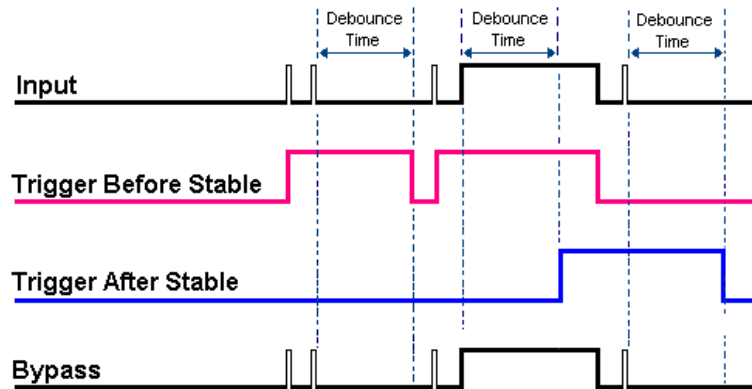 Debounce
Time
Debounce
Time
Debounce
Time
Input
Trigger Before Stable
Trigger After Stable
Bypass